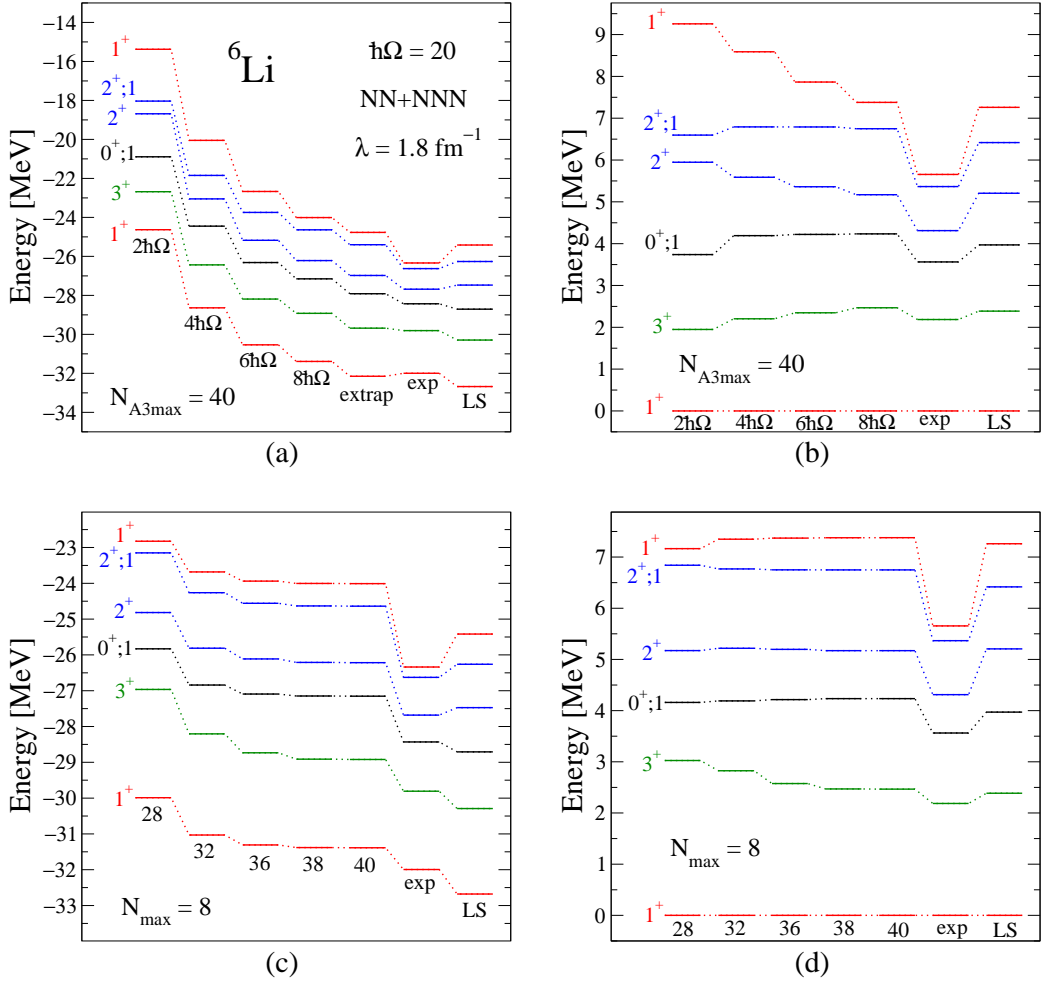 Energy [MeV]
-14
-16
-18
-20
-22
-24
-26
-28
-30
-32
-34
1⁺
2⁺;1
2⁺
0⁺;1
3⁺
1⁺
⁶Li
ħΩ = 20
NN+NNN
λ = 1.8 fm⁻¹
2ħΩ
4ħΩ
6ħΩ
8ħΩ
extrap
exp
LS
N_A3max = 40
(a)
Energy [MeV]
9
8
7
6
5
4
3
2
1
0
1⁺
2⁺;1
2⁺
0⁺;1
3⁺
1⁺
N_A3max = 40
2ħΩ 4ħΩ 6ħΩ 8ħΩ exp LS
(b)
Energy [MeV]
-23
-24
-25
-26
-27
-28
-29
-30
-31
-32
-33
1⁺
2⁺;1
2⁺
0⁺;1
3⁺
1⁺
28
32
36
38
40
exp
LS
N_max = 8
(c)
Energy [MeV]
7
6
5
4
3
2
1
0
1⁺
2⁺;1
2⁺
0⁺;1
3⁺
1⁺
N_max = 8
28 32 36 38 40 exp LS
(d)